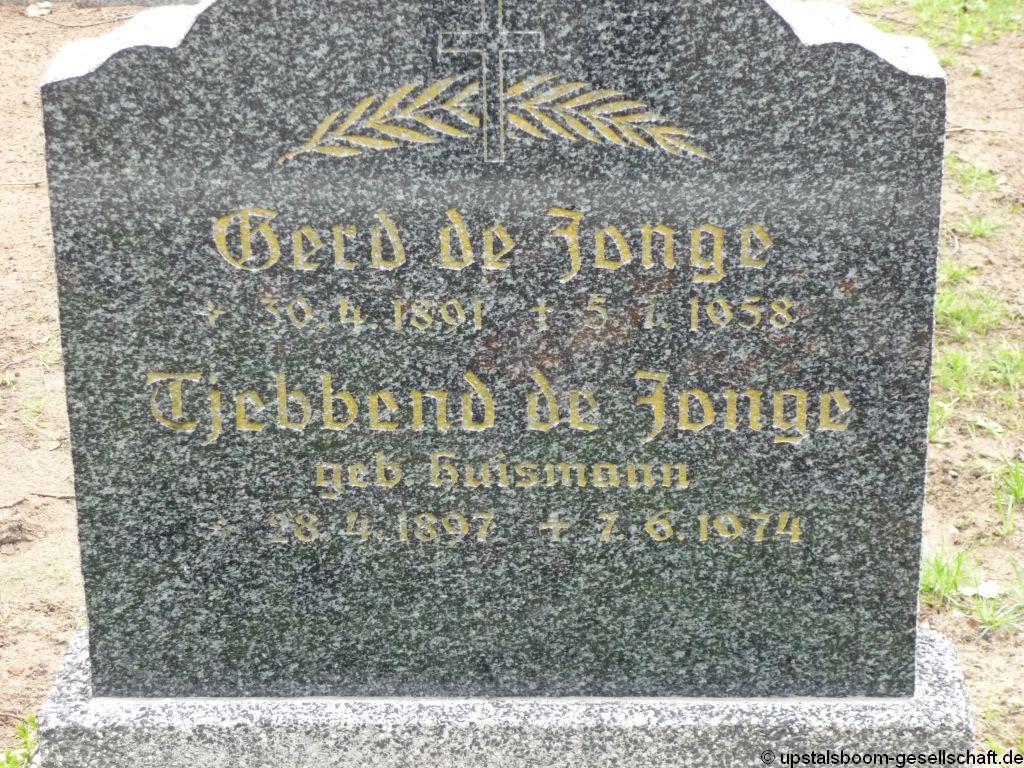 Gerd de Jonge
* 30. 4. 1891 † 5. 7. 1958
Tjebbend de Jonge
geb. Huismann
* 28. 4. 1897 † 7. 6. 1974
© upstalsboom-gesellschaft.de